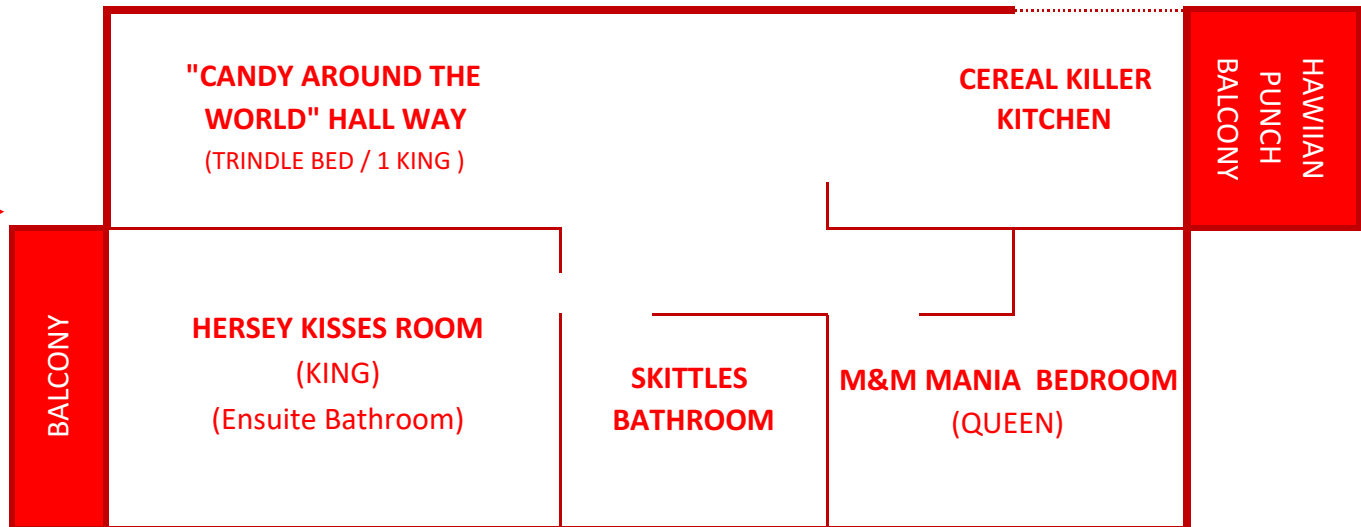 "CANDY AROUND THE
WORLD" HALL WAY
(TRINDLE BED / 1 KING )
CEREAL KILLER
KITCHEN
HAWIIAN
PUNCH
BALCONY
BALCONY
HERSEY KISSES ROOM
(KING)
(Ensuite Bathroom)
SKITTLES
BATHROOM
M&M MANIA  BEDROOM
(QUEEN)